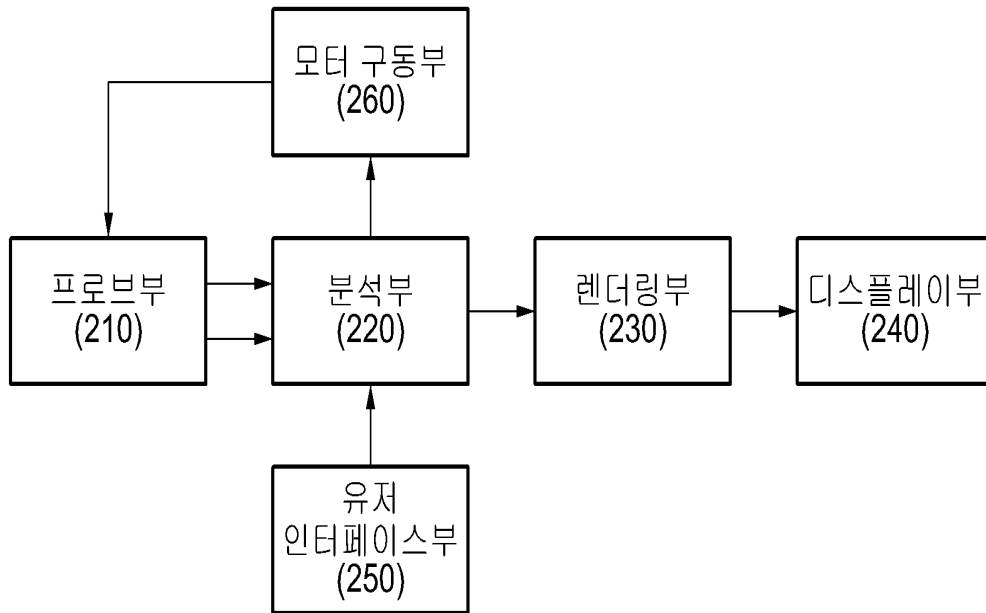 모터 구동부
(260)
프로브부
(210)
분석부
(220)
렌더링부
(230)
디스플레이부
(240)
유저
인터페이스부
(250)